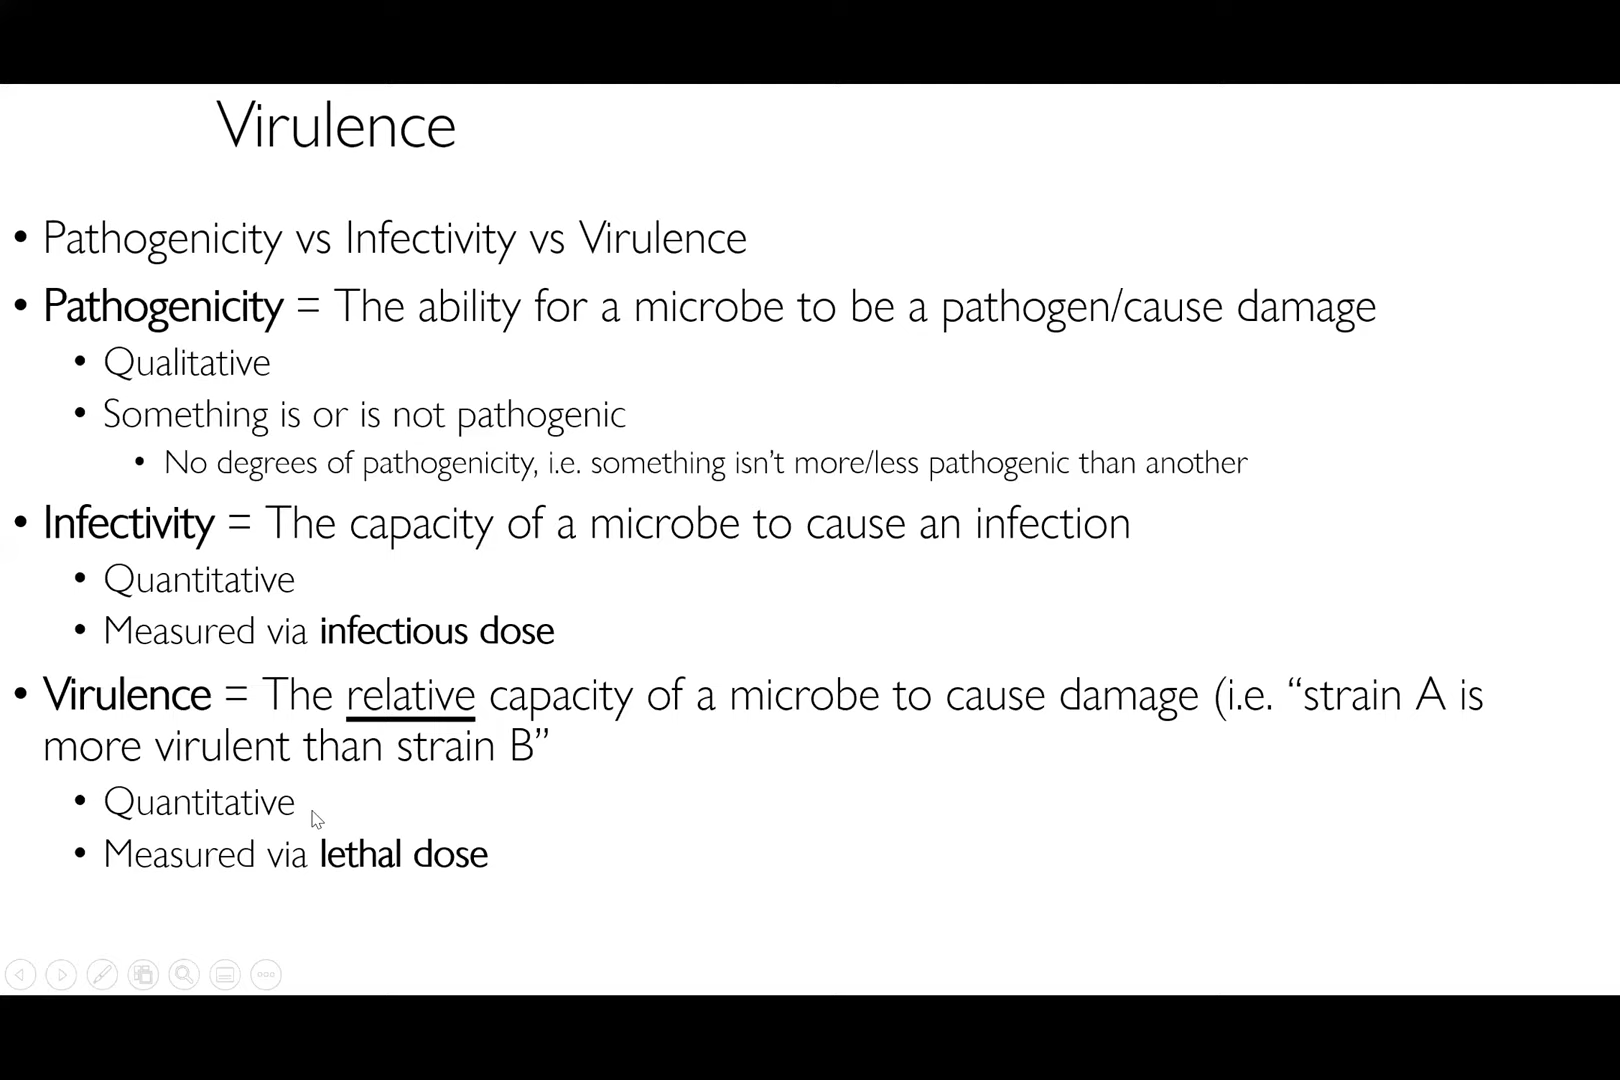 Virulence
• Pathogenicity vs Infectivity vs Virulence
• Pathogenicity = The ability for a microbe to be a pathogen/cause damage
• Qualitative
• Something is or is not pathogenic
• No degrees of pathogenicity, i.e. something isn’t more/less pathogenic than another
• Infectivity = The capacity of a microbe to cause an infection
• Quantitative
• Measured via infectious dose
• Virulence = The relative capacity of a microbe to cause damage (i.e. “strain A is
more virulent than strain B”
• Quantitative
• Measured via lethal dose